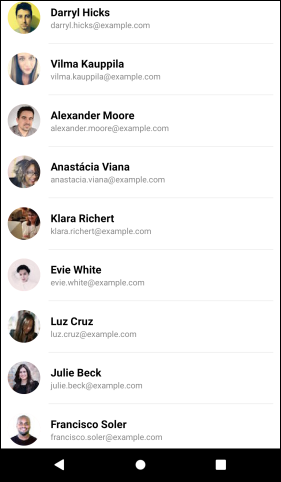 Darryl Hicks
darryl.hicks@example.com
Vilma Kauppila
vilma.kauppila@example.com
Alexander Moore
alexander.moore@example.com
Anastácia Viana
anastacia.viana@example.com
Klara Richert
klara.richert@example.com
Evie White
evie.white@example.com
Luz Cruz
luz.cruz@example.com
Julie Beck
julie.beck@example.com
Francisco Soler
francisco.soler@example.com